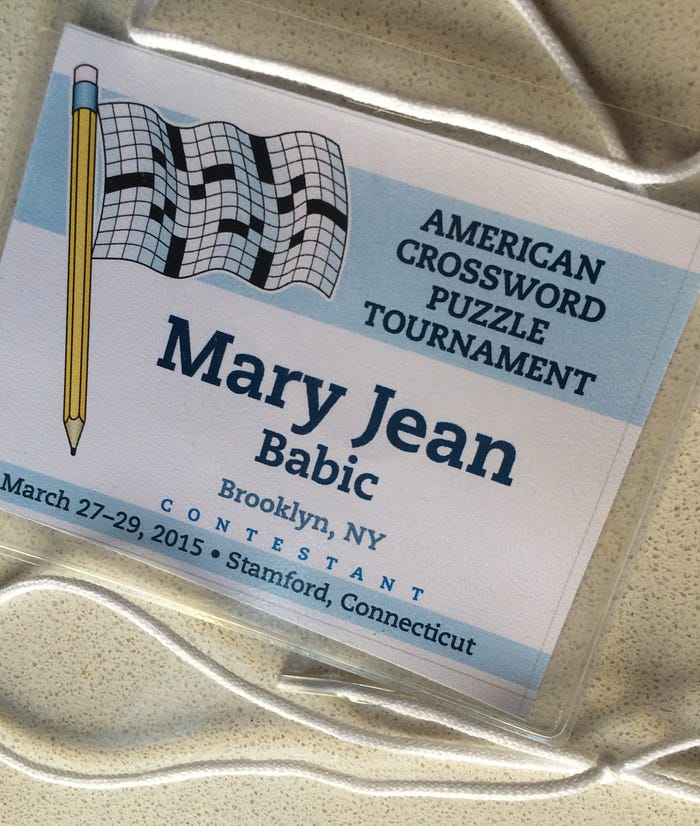 AMERICAN
CROSSWORD
PUZZLE
TOURNAMENT
Mary Jean
Babic
Brooklyn, NY
CONTESTANT
March 27–29, 2015 • Stamford, Connecticut